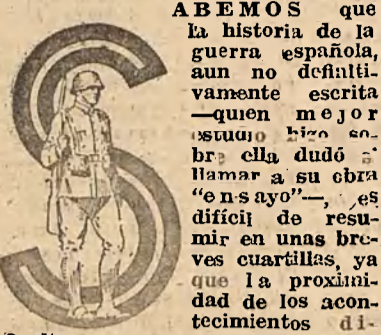 SABEMOS que
la historia de la
guerra española,
aun no definiti-
vamente escrita
—quien mejor
estudio hizo so-
bre ella dudó al
llamar a su obra
"ensayo"—, es
difícil de resu-
mir en unas bre-
ves cuartillas, ya
que la proximi-
dad de los acon-
tecimientos di-